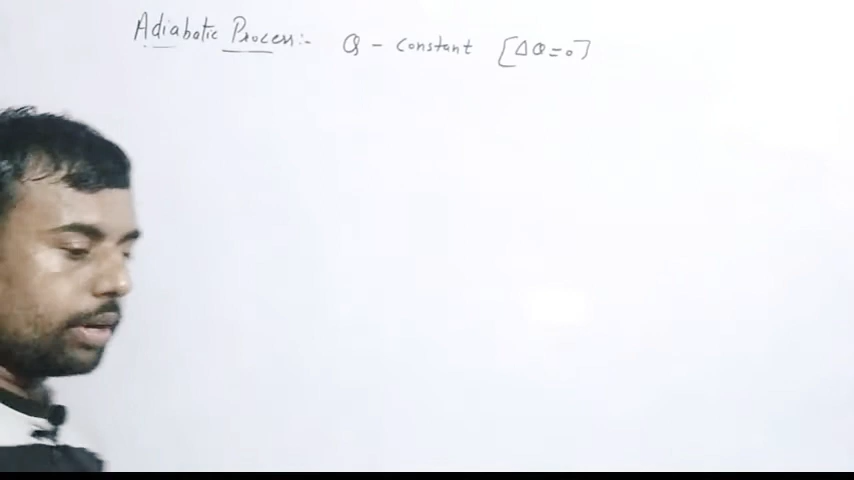 Adiabatic Process:- Q - constant [ΔQ=0]